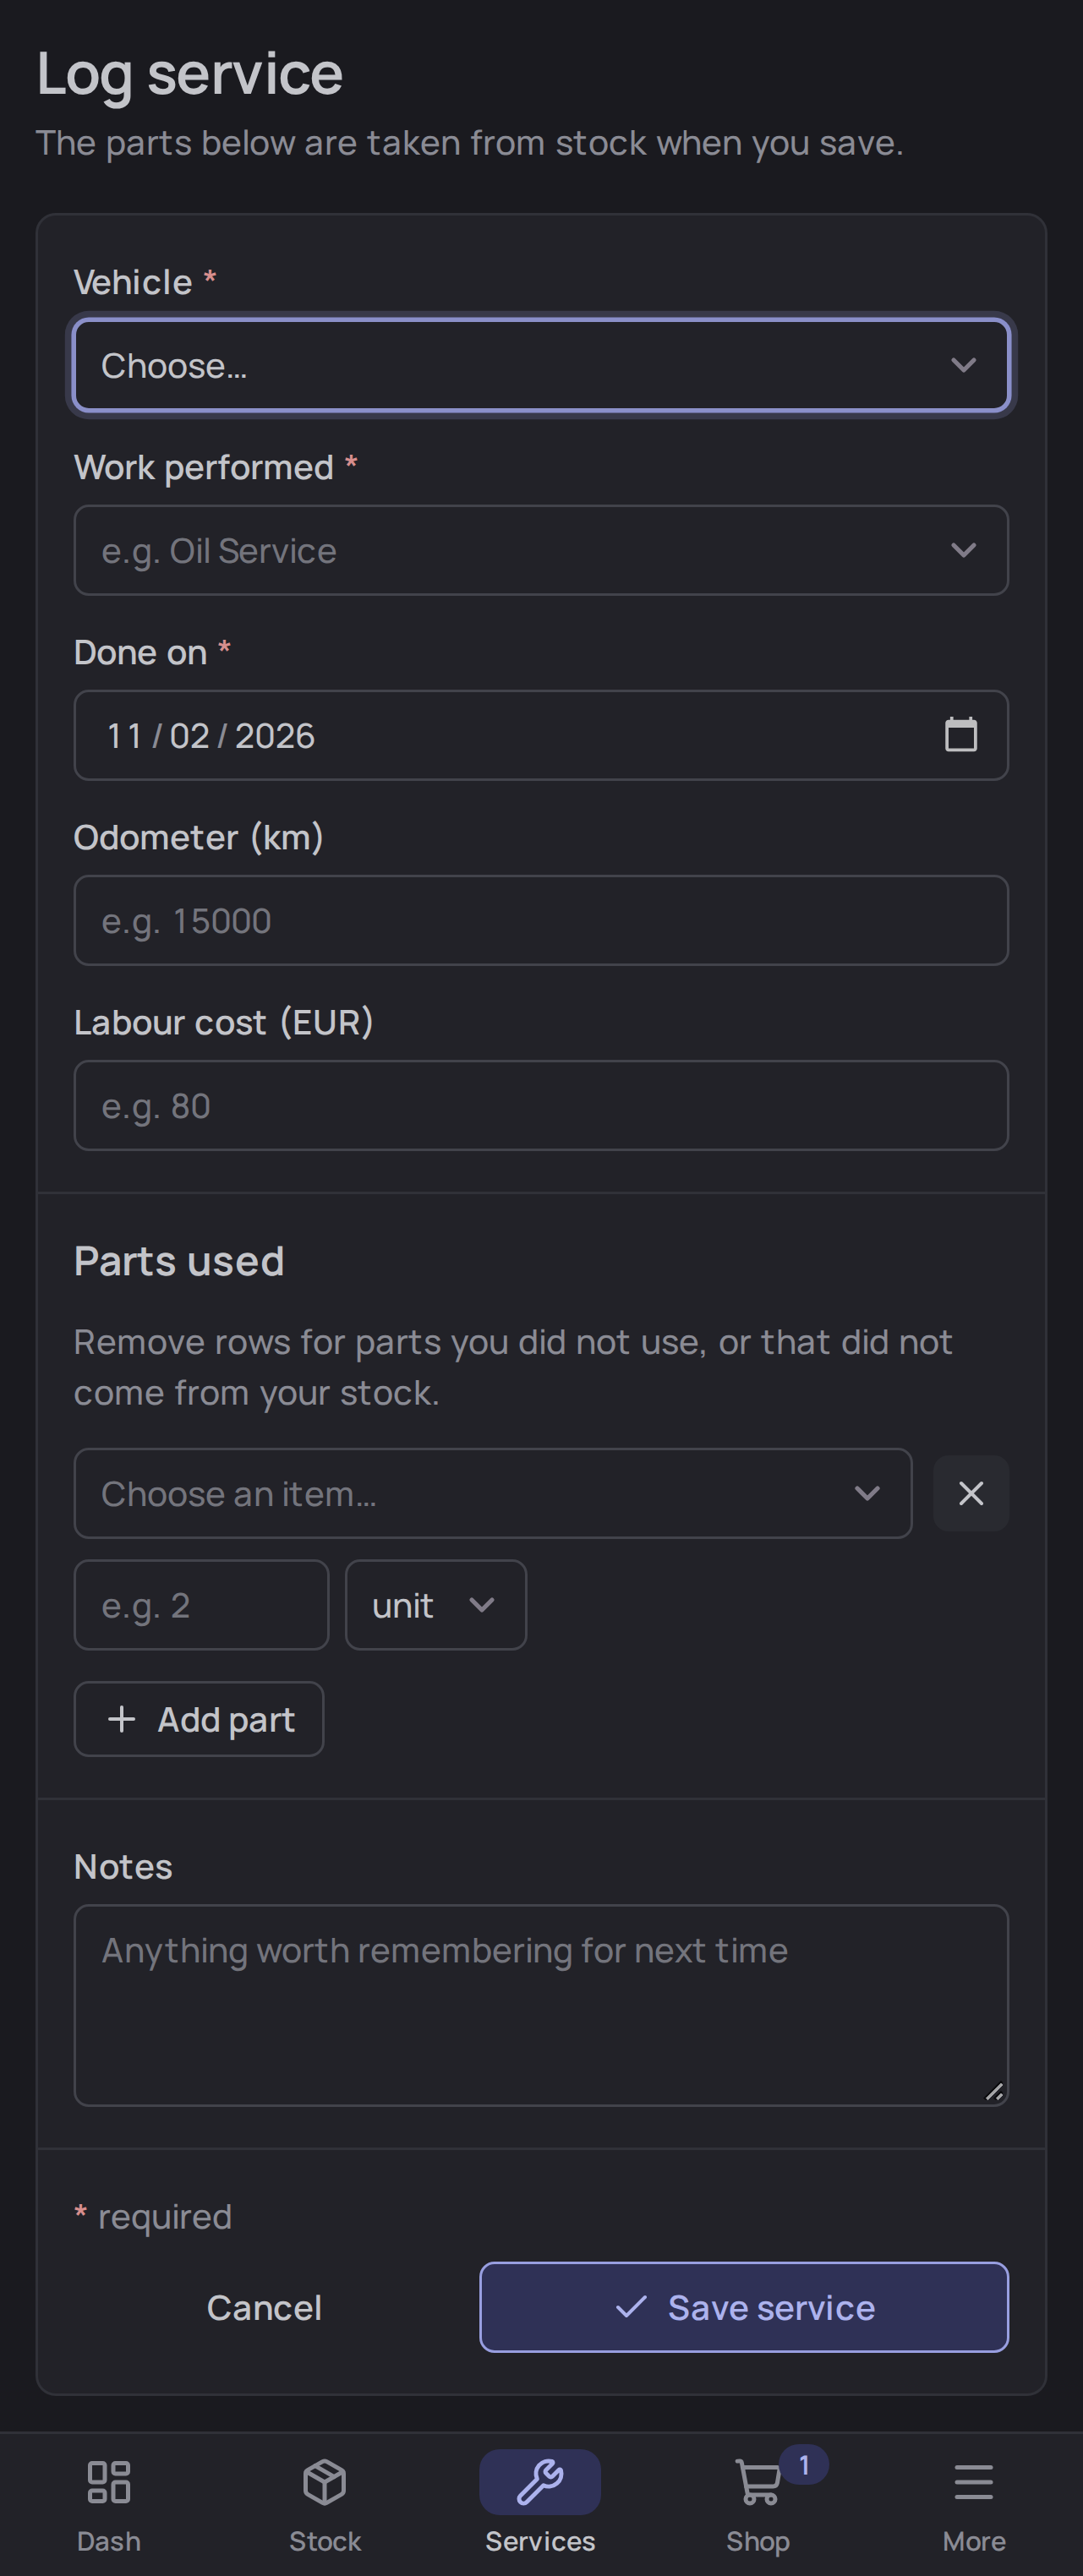 Log service
The parts below are taken from stock when you save.
Vehicle *
Choose...
Work performed *
e.g. Oil Service
Done on *
11/02/2026
Odometer (km)
e.g. 15000
Labour cost (EUR)
e.g. 80
Parts used
Remove rows for parts you did not use, or that did not
come from your stock.
Choose an item...
e.g. 2 unit
Add part
Notes
Anything worth remembering for next time
* required
Cancel Save service
1
Dash Stock Services Shop More